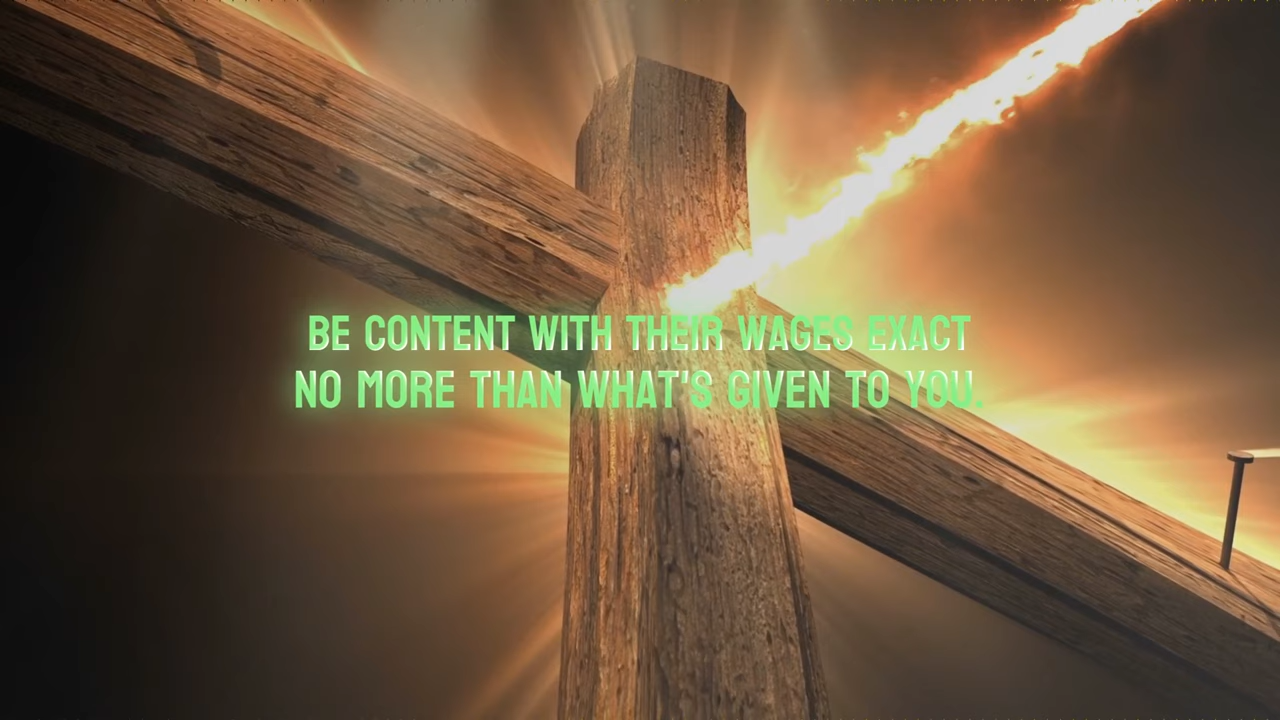 BE CONTENT WITH THEIR WAGES EXACT
NO MORE THAN WHAT'S GIVEN TO YOU.